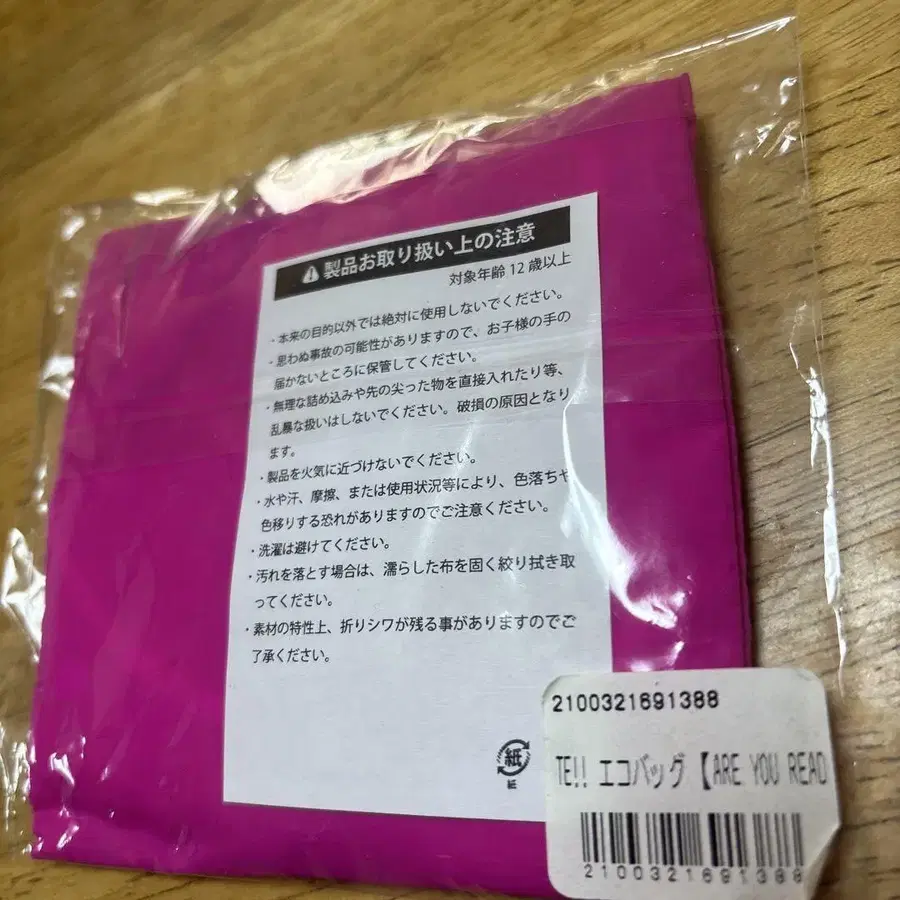 製品お取り扱い上の注意
対象年齢 12 歳以上
・本来の目的以外では絶対に使用しないでください。
・思わぬ事故の可能性がありますので、お子様の手の
届かないところに保管してください。
・無理な詰め込みや先の尖った物を直接入れたり等、
乱暴な扱いはしないでください。破損の原因となり
ます。
・製品を火気に近づけないでください。
・水や汗、摩擦、または使用状況等により、色落ちや
色移りする恐れがありますのでご注意ください。
・洗濯は避けてください。
・汚れを落とす場合は、濡らした布を固く絞り拭き取
ってください。
・素材の特性上、折りシワが残る事がありますのでご
了承ください。
紙
2100321691388
TE!! エコバッグ【ARE YOU READ
2100321691388